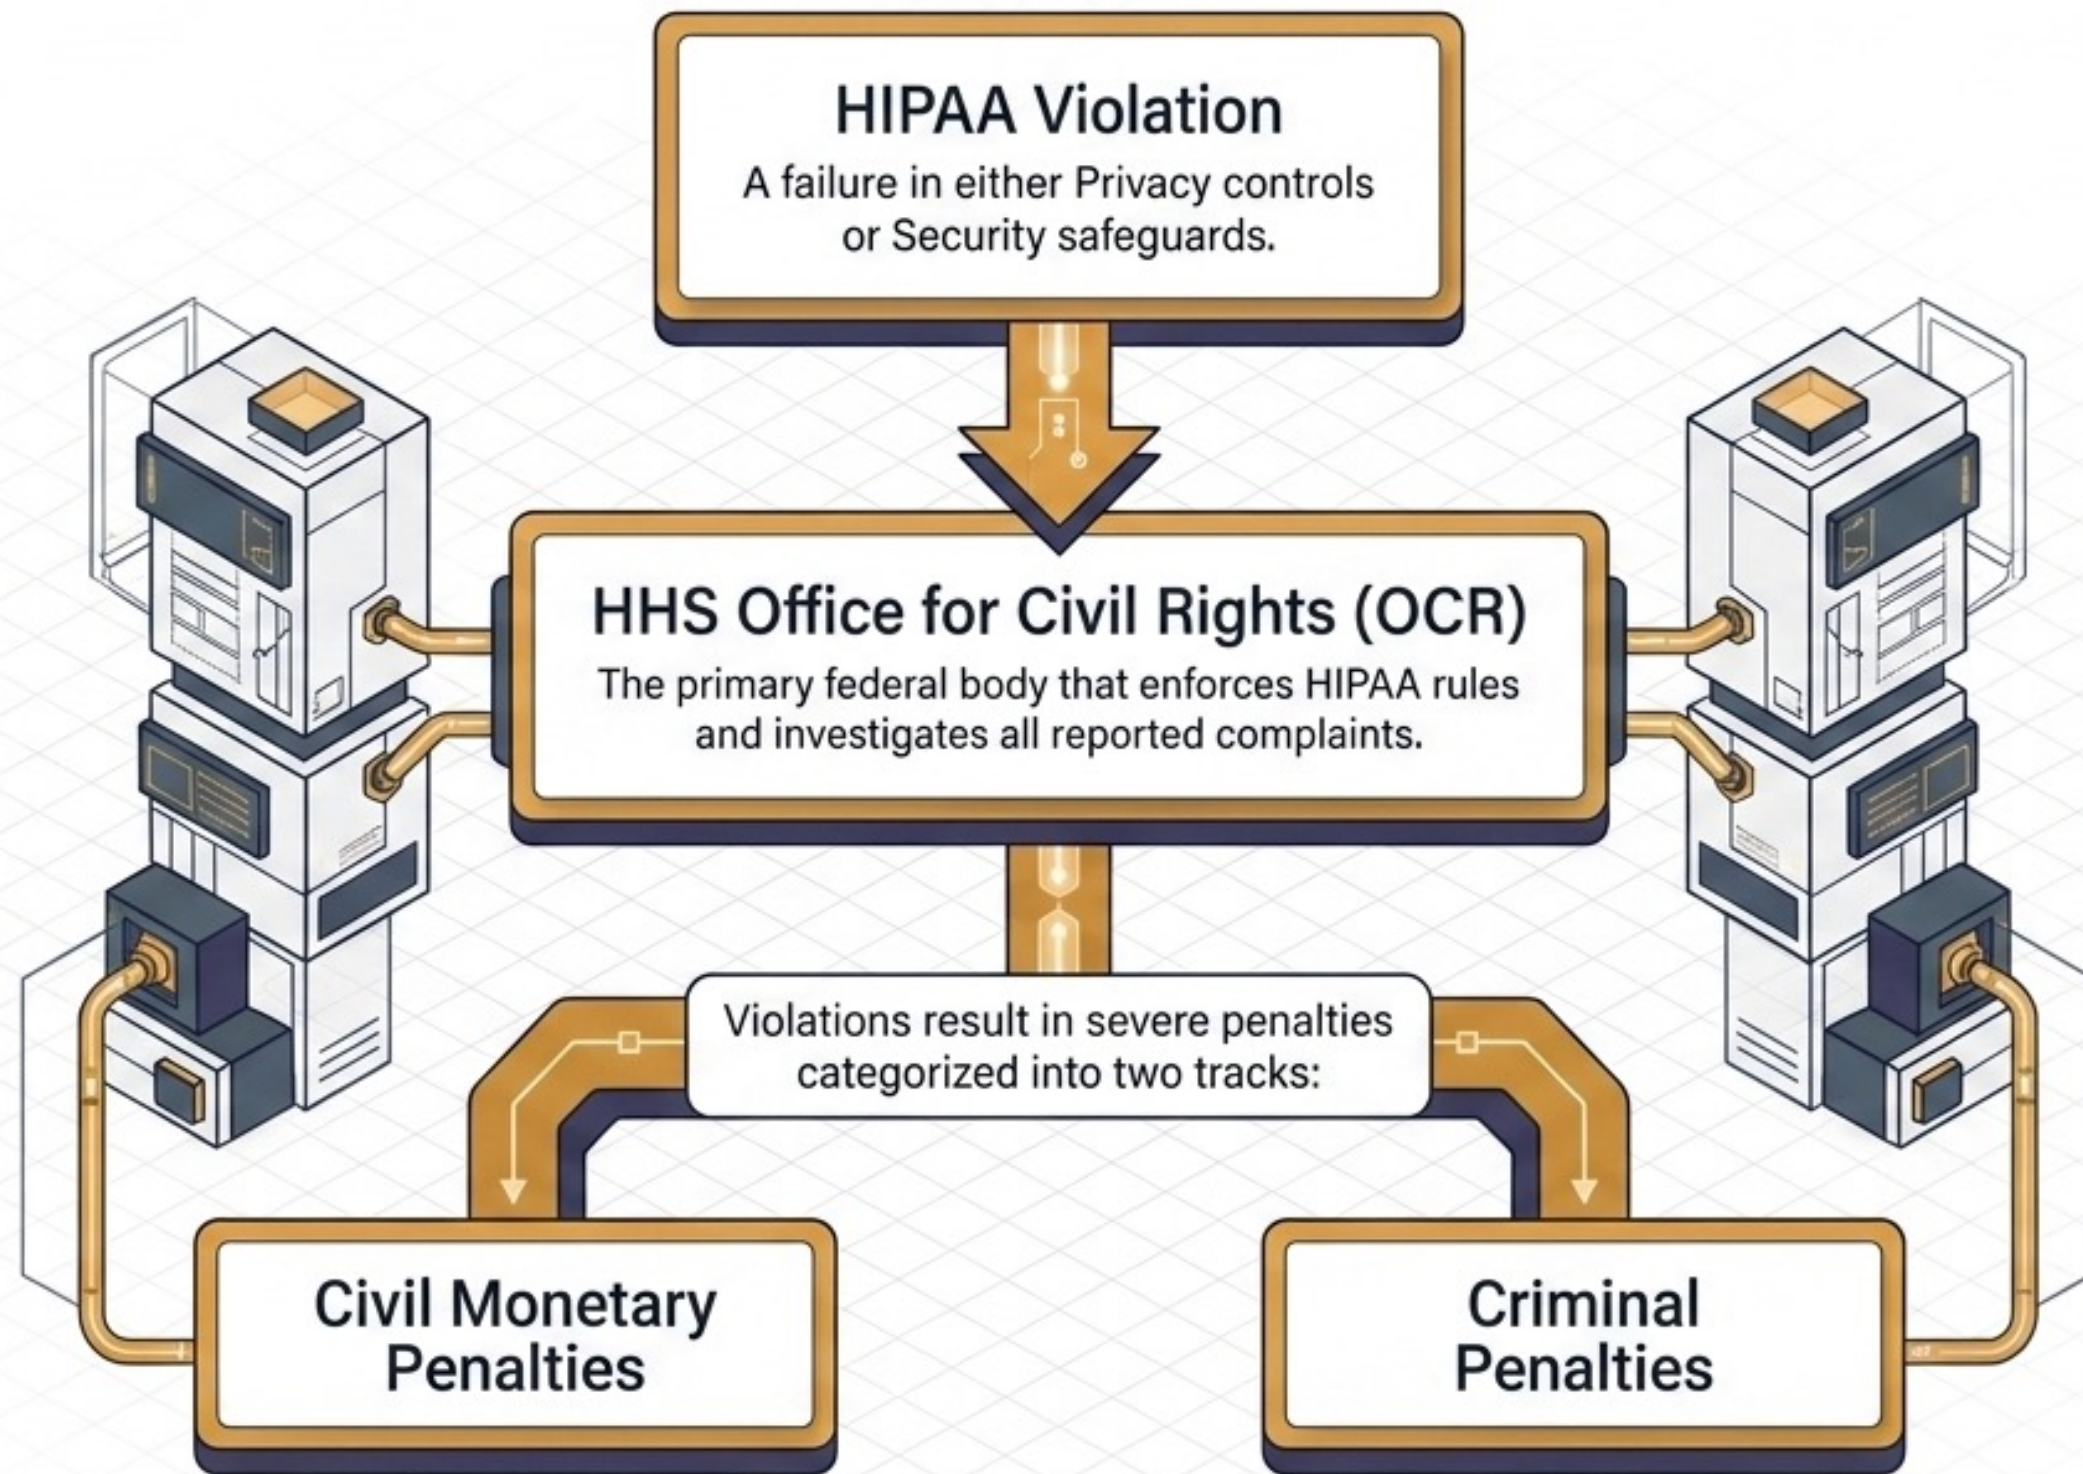 HIPAA Violation
A failure in either Privacy controls
or Security safeguards.
HHS Office for Civil Rights (OCR)
The primary federal body that enforces HIPAA rules
and investigates all reported complaints.
Violations result in severe penalties
categorized into two tracks:
Civil Monetary
Penalties
Criminal
Penalties